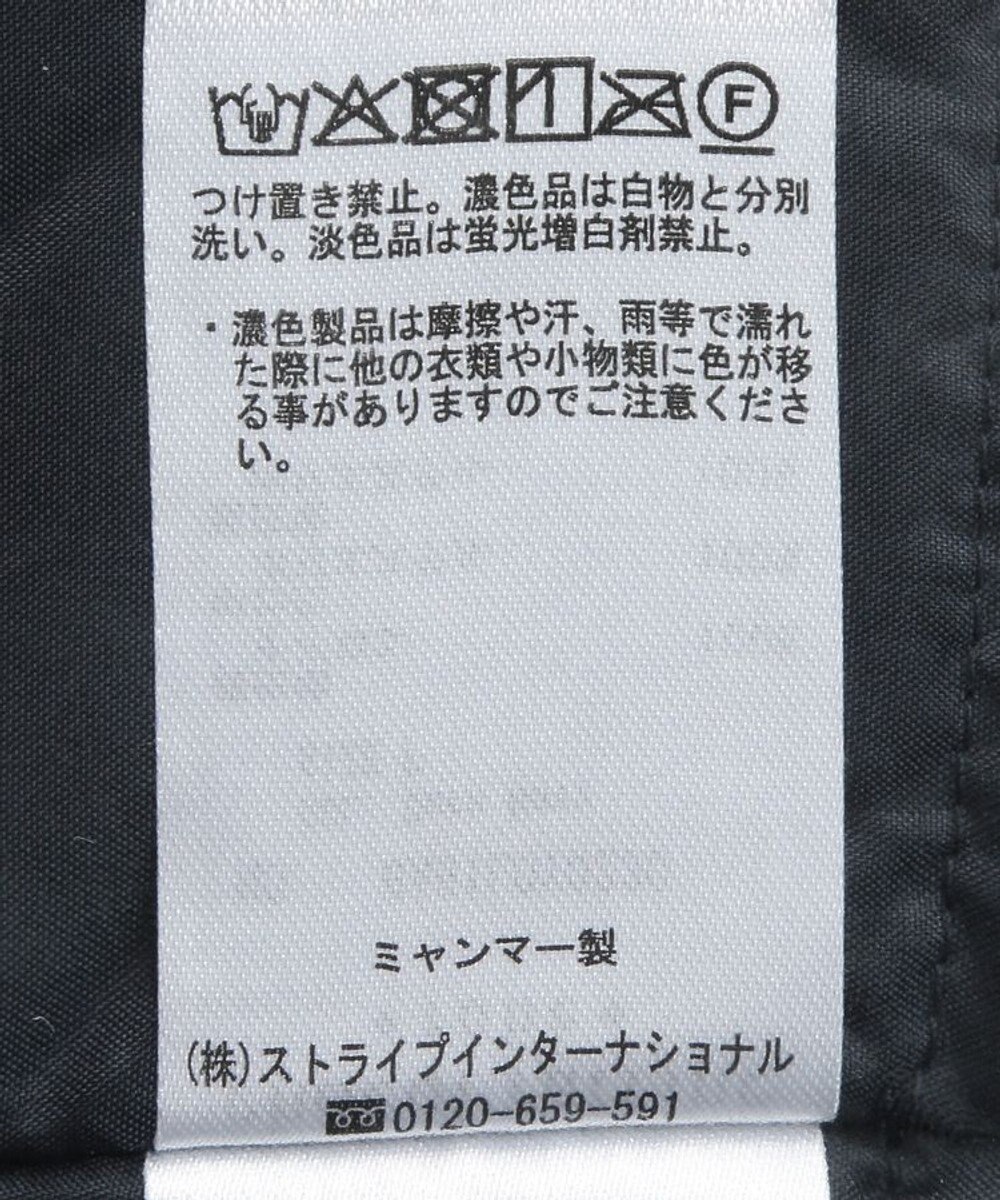 F
つけ置き禁止。濃色品は白物と分別
洗い。淡色品は蛍光増白剤禁止。
・濃色製品は摩擦や汗、雨等で濡れ
た際に他の衣類や小物類に色が移
る事がありますのでご注意くださ
い。
ミャンマー製
(株)ストライプインターナショナル
0120-659-591